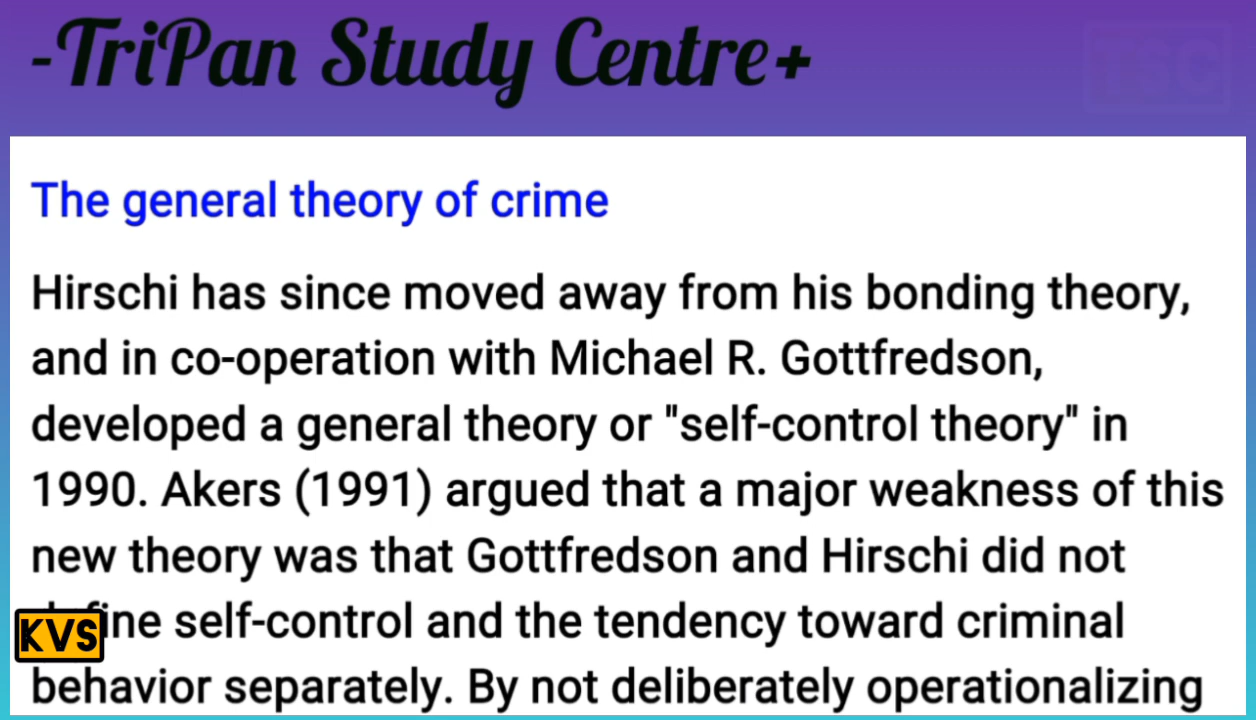 -TriPan Study Centre+
TSC
The general theory of crime
Hirschi has since moved away from his bonding theory,
and in co-operation with Michael R. Gottfredson,
developed a general theory or "self-control theory" in
1990. Akers (1991) argued that a major weakness of this
new theory was that Gottfredson and Hirschi did not
KVS
self-control and the tendency toward criminal
behavior separately. By not deliberately operationalizing